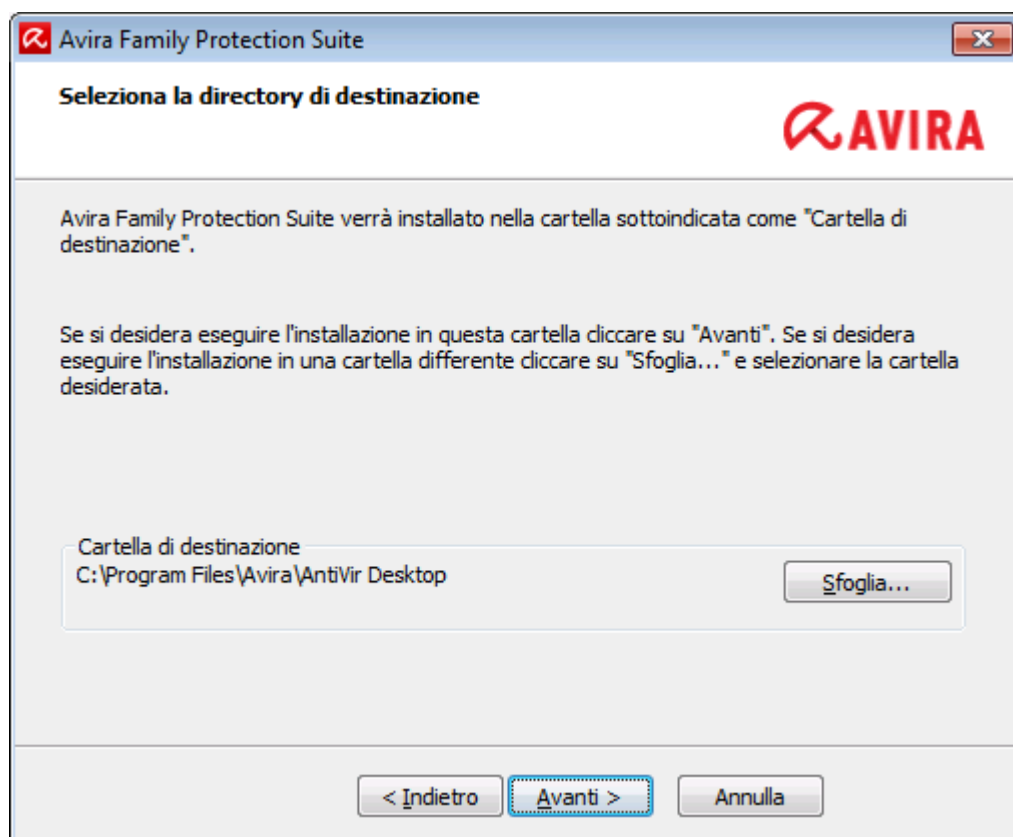 Avira Family Protection Suite
Seleziona la directory di destinazione
AVIRA
Avira Family Protection Suite verrà installato nella cartella sottoindicata come "Cartella di
destinazione".
Se si desidera eseguire l'installazione in questa cartella cliccare su "Avanti". Se si desidera
eseguire l'installazione in una cartella differente cliccare su "Sfoglia..." e selezionare la cartella
desiderata.
Cartella di destinazione
C:\Program Files\Avira\AntiVir Desktop
Sfoglia...
< Indietro
Avanti >
Annulla